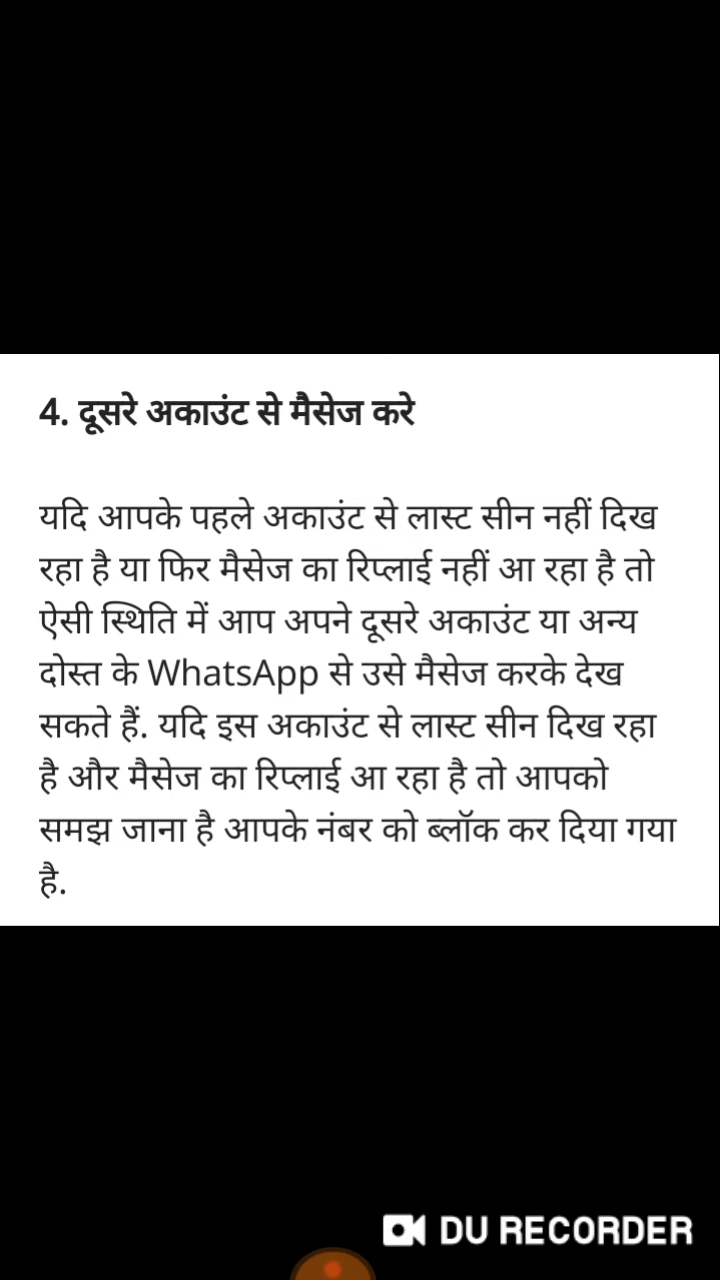 4. दूसरे अकाउंट से मैसेज करे
यदि आपके पहले अकाउंट से लास्ट सीन नहीं दिख
रहा है या फिर मैसेज का रिप्लाई नहीं आ रहा है तो
ऐसी स्थिति में आप अपने दूसरे अकाउंट या अन्य
दोस्त के WhatsApp से उसे मैसेज करके देख
सकते हैं. यदि इस अकाउंट से लास्ट सीन दिख रहा
है और मैसेज का रिप्लाई आ रहा है तो आपको
समझ जाना है आपके नंबर को ब्लॉक कर दिया गया
है.
DU RECORDER